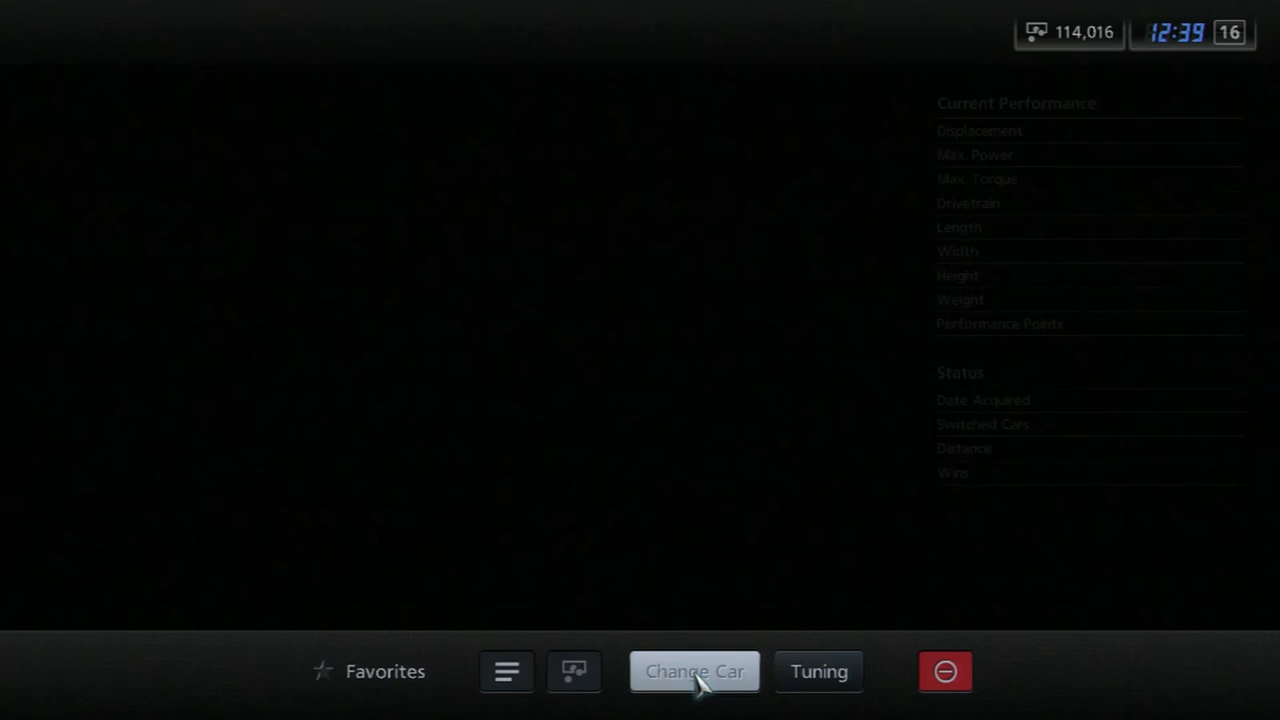 114,016
12:39
16
Current Performance
Displacement
Max. Power
Max. Torque
Drivetrain
Length
Width
Height
Weight
Performance Points
Status
Date Acquired
Switched Cars
Distance
Wins
Favorites
Change Car
Tuning